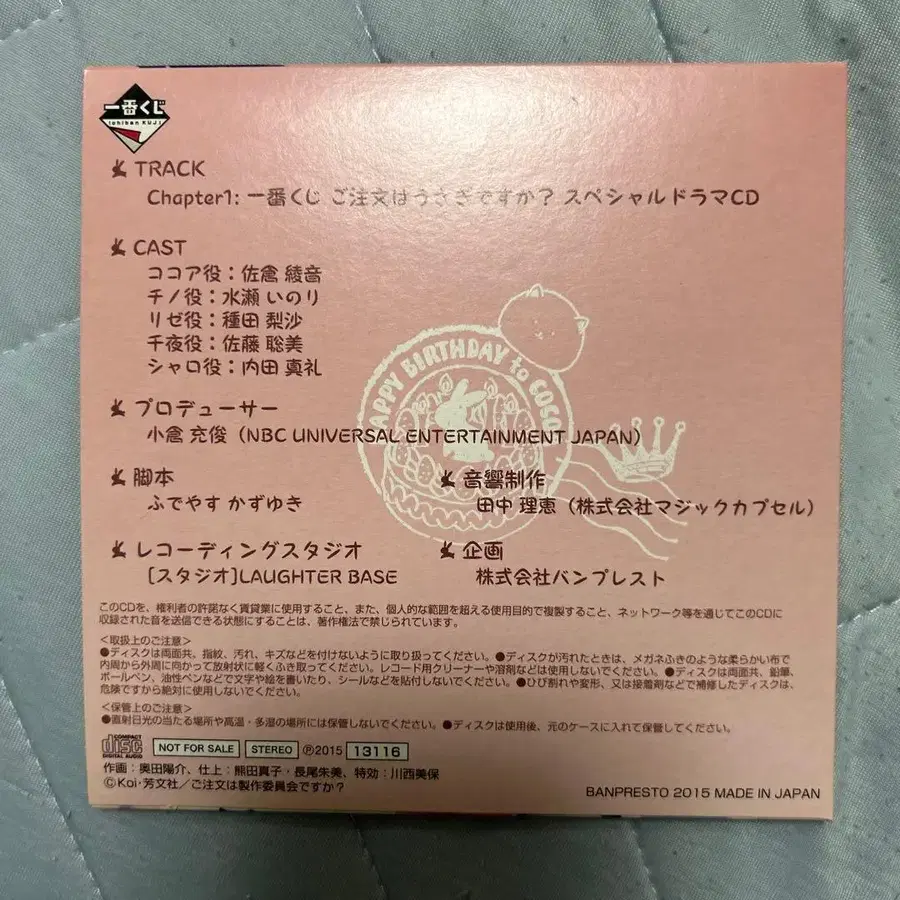 一番くじ
Ichiban KUJI
TRACK
Chapter1: 一番くじ ご注文はうさぎですか? スペシャルドラマCD
CAST
ココア役:佐倉 綾音
チノ役:水瀬 いのり
リゼ役:種田 梨沙
千夜役:佐藤 聡美
シャロ役:内田 真礼
HAPPY BIRTHDAY to COCOA
プロデューサー
小倉 充俊(NBC UNIVERSAL ENTERTAINMENT JAPAN)
脚本
ふでやす かずゆき
音響制作
田中 理恵(株式会社マジックカプセル)
レコーディングスタジオ
[スタジオ]LAUGHTER BASE
企画
株式会社バンプレスト
このCDを、権利者の許諾なく賃貸業に使用すること、また、個人的な範囲を超える使用目的で複製すること、ネットワーク等を通じてこのCDに
収録された音を送信できる状態にすることは、著作権法で禁じられています。
<取扱上のご注意>
●ディスクは両面共、指紋、汚れ、キズなどを付けないように取り扱ってください。●ディスクが汚れたときは、メガネふきのような柔らかい布で
内周から外周に向かって放射状に軽くふき取ってください。レコード用クリーナーや溶剤などは使用しないでください。●ディスクは両面共、鉛筆、
ボールペン、油性ペンなどで文字や絵を書いたり、シールなどを貼付しないでください。●ひび割れや変形、又は接着剤などで補修したディスクは、
危険ですから絶対に使用しないでください。
<保管上のご注意>
●直射日光の当たる場所や高温・多湿の場所には保管しないでください。●ディスクは使用後、元のケースに入れて保管してください。
COMPACT
disc
DIGITAL AUDIO
NOT FOR SALE
STEREO
Ⓟ2015
13116
作画:奥田陽介、仕上:熊田真子・長尾朱美、特効:川西美保
©Koi・芳文社/ご注文は製作委員会ですか?
BANPRESTO 2015 MADE IN JAPAN